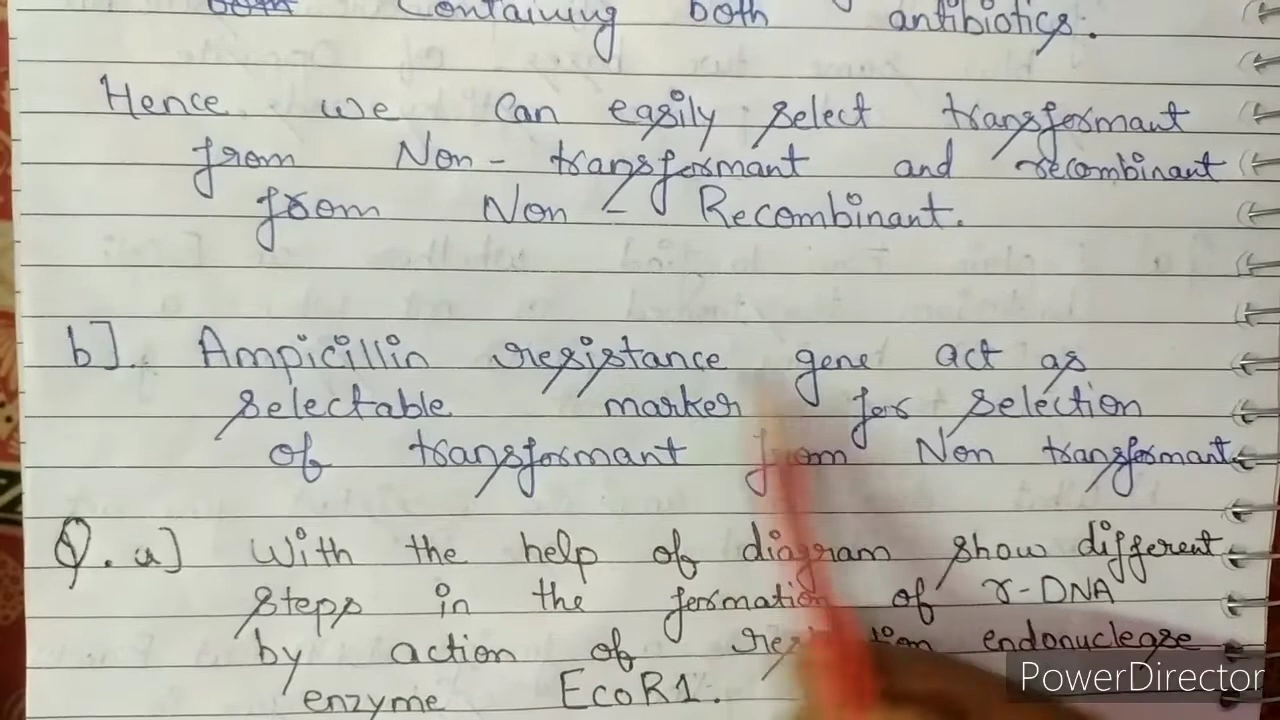 containing both antibiotics.
Hence we can easily select transformant
from Non-transformant and recombinant
from Non-Recombinant.
b]. Ampicillin resistance gene act as
selectable marker for selection
of transformant from Non transformant.
Q. a] With the help of diagram show different
steps in the formation of r-DNA
by action of endonuclease
enzyme EcoR1.
PowerDirector